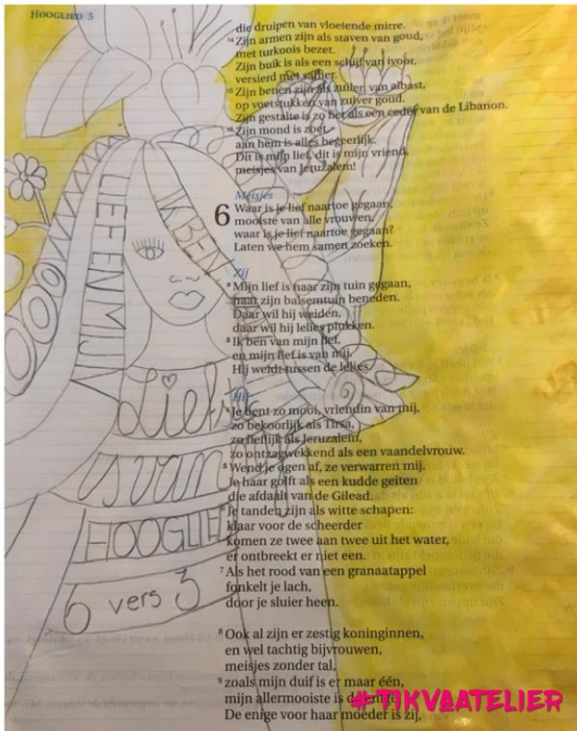 HOOGLIED 5
die druipen van vloeiende mirre.
14 Zijn armen zijn als staven van goud,
met turkoois bezet.
Zijn buik is als een schijf van ivoor,
versierd met saffier.
15 Zijn benen zijn als zuilen van albast,
op voetstukken van zuiver goud.
Zijn gestalte is zo fier als een ceder van de Libanon.
16 Zijn mond is zoet,
aan hem is alles begeerlijk.
Dit is mijn lief, dit is mijn vriend,
meisjes van Jeruzalem!
Meisjes
6 Waar is je lief naartoe gegaan,
mooiste van alle vrouwen,
waar is je lief naartoe gegaan?
Laten we hem samen zoeken.
Zij
2 Mijn lief is naar zijn tuin gegaan,
naar zijn balsemtuin beneden.
Daar wil hij weiden,
daar wil hij lelies plukken.
3 Ik ben van mijn lief,
en mijn lief is van mij.
Hij weidt tussen de lelies.
Hij
4 Je bent zo mooi, vriendin van mij,
zo bekoorlijk als Tirsa,
zo lieflijk als Jeruzalem,
zo ontzagwekkend als een vaandelvrouw.
5 Wend je ogen af, ze verwarren mij.
Je haar golft als een kudde geiten
die afdaalt van de Gilead.
6 Je tanden zijn als witte schapen:
klaar voor de scheerder
komen ze twee aan twee uit het water,
er ontbreekt er niet een.
7 Als het rood van een granaatappel
fonkelt je lach,
door je sluier heen.
8 Ook al zijn er zestig koninginnen,
en wel tachtig bijvrouwen,
meisjes zonder tal,
9 zoals mijn duif is er maar één,
mijn allermooiste is de enige.
De enige voor haar moeder is zij,
IK BEN
LIEF EN MIJN
Lief
is van
HOOGLIED
6 vers 3
#TIKVAATELIER